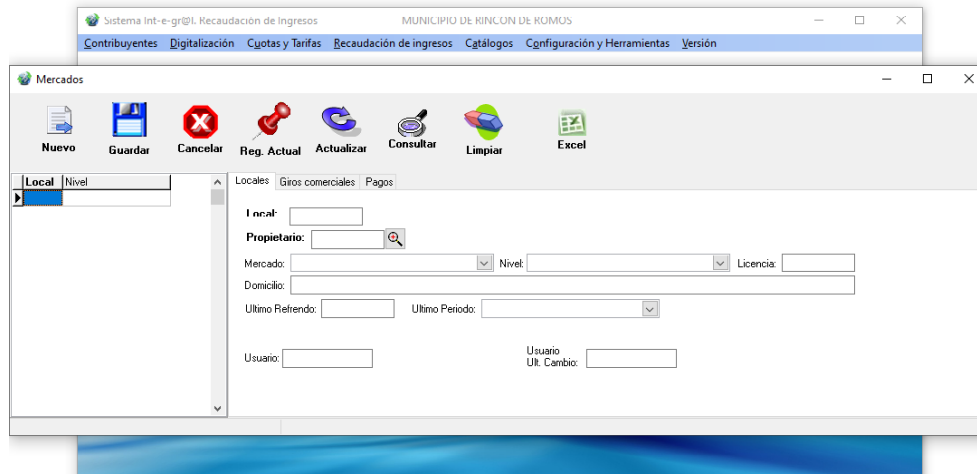 Sistema Int-e-gr@l. Recaudación de Ingresos MUNICIPIO DE RINCON DE ROMOS
Contribuyentes Digitalización Cuotas y Tarifas Recaudación de ingresos Catálogos Configuración y Herramientas Versión
Mercados
Nuevo Guardar Cancelar Reg. Actual Actualizar Consultar Limpiar Excel
Local Nivel
Locales Giros comerciales Pagos
Local:
Propietario:
Mercado: Nivel: Licencia:
Domicilio:
Ultimo Refrendo: Ultimo Periodo:
Usuario: Usuario
Ult. Cambio: